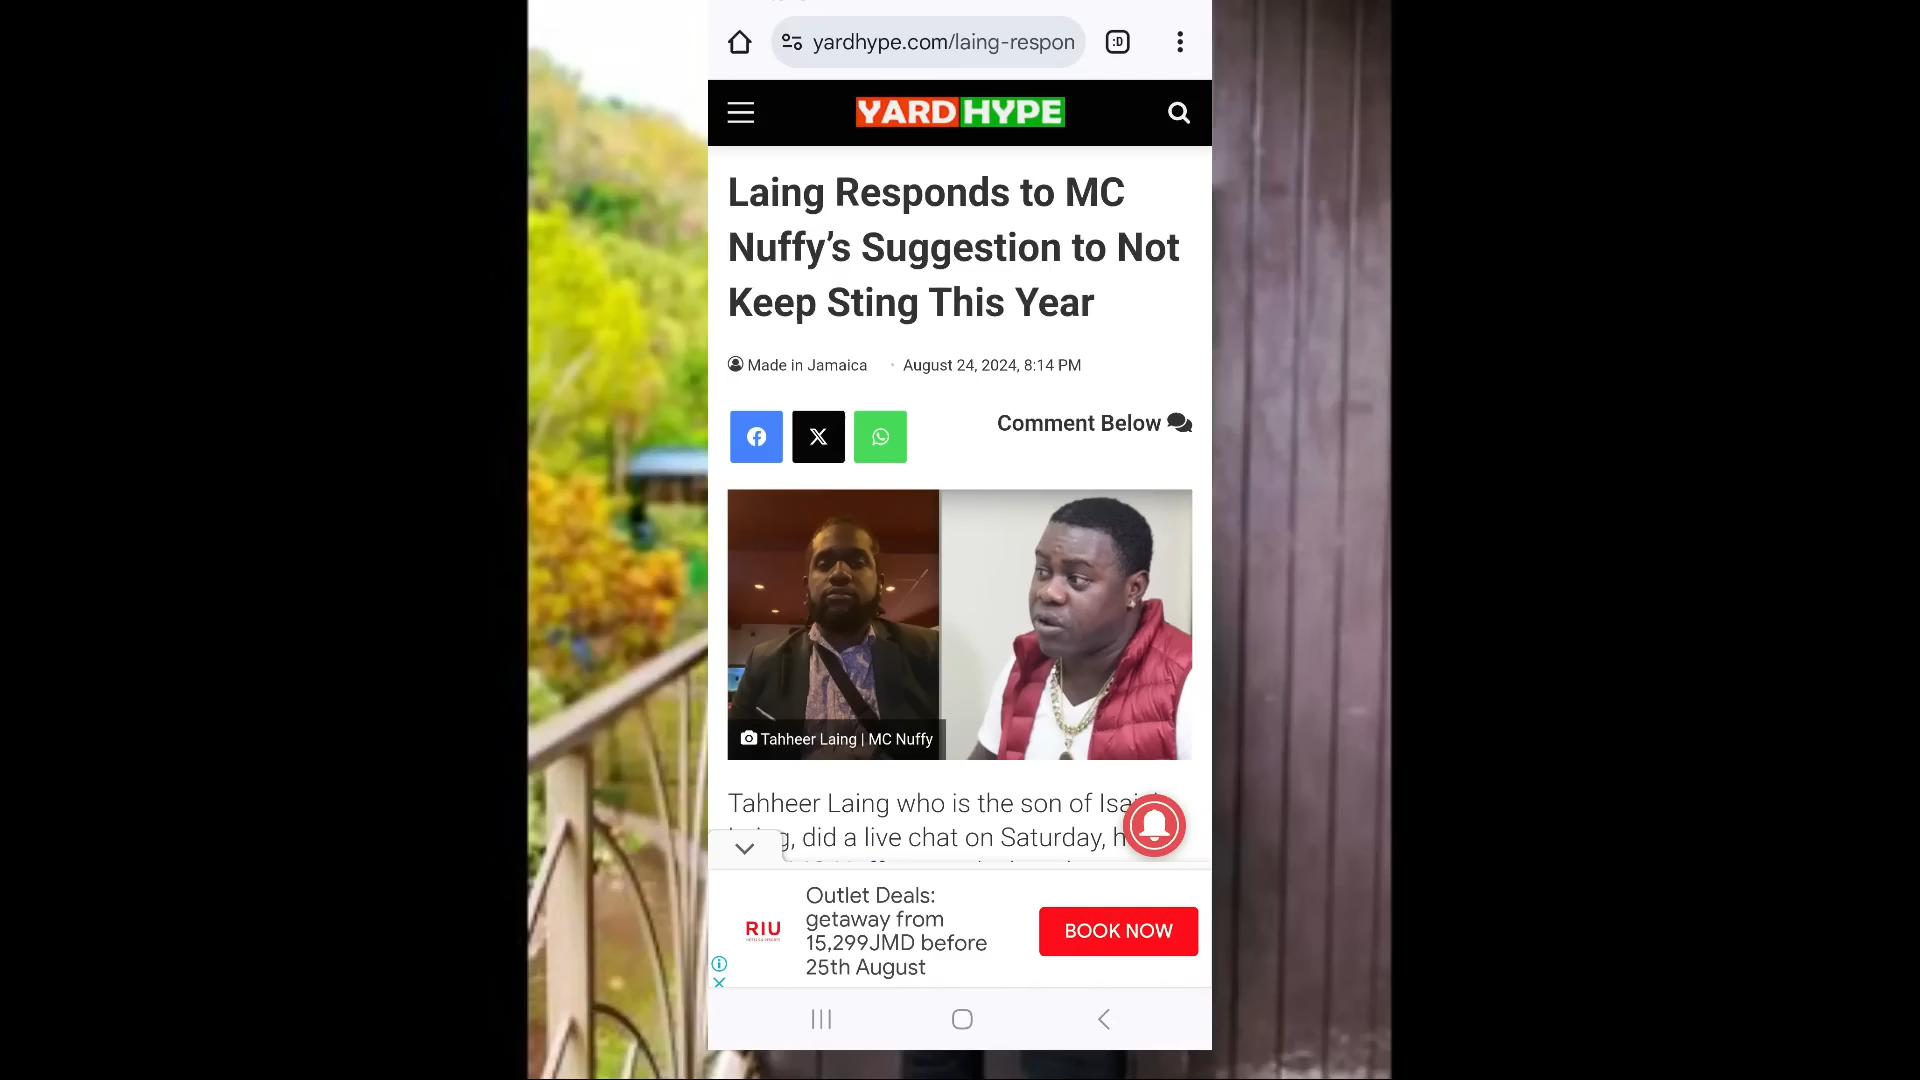 yardhype.com/laing-respon
:D
YARD HYPE
Laing Responds to MC
Nuffy’s Suggestion to Not
Keep Sting This Year
Made in Jamaica · August 24, 2024, 8:14 PM
Comment Below
Tahheer Laing | MC Nuffy
Tahheer Laing who is the son of
did a live chat on Saturday,
Outlet Deals:
getaway from
15,299JMD before
25th August
RIU
BOOK NOW